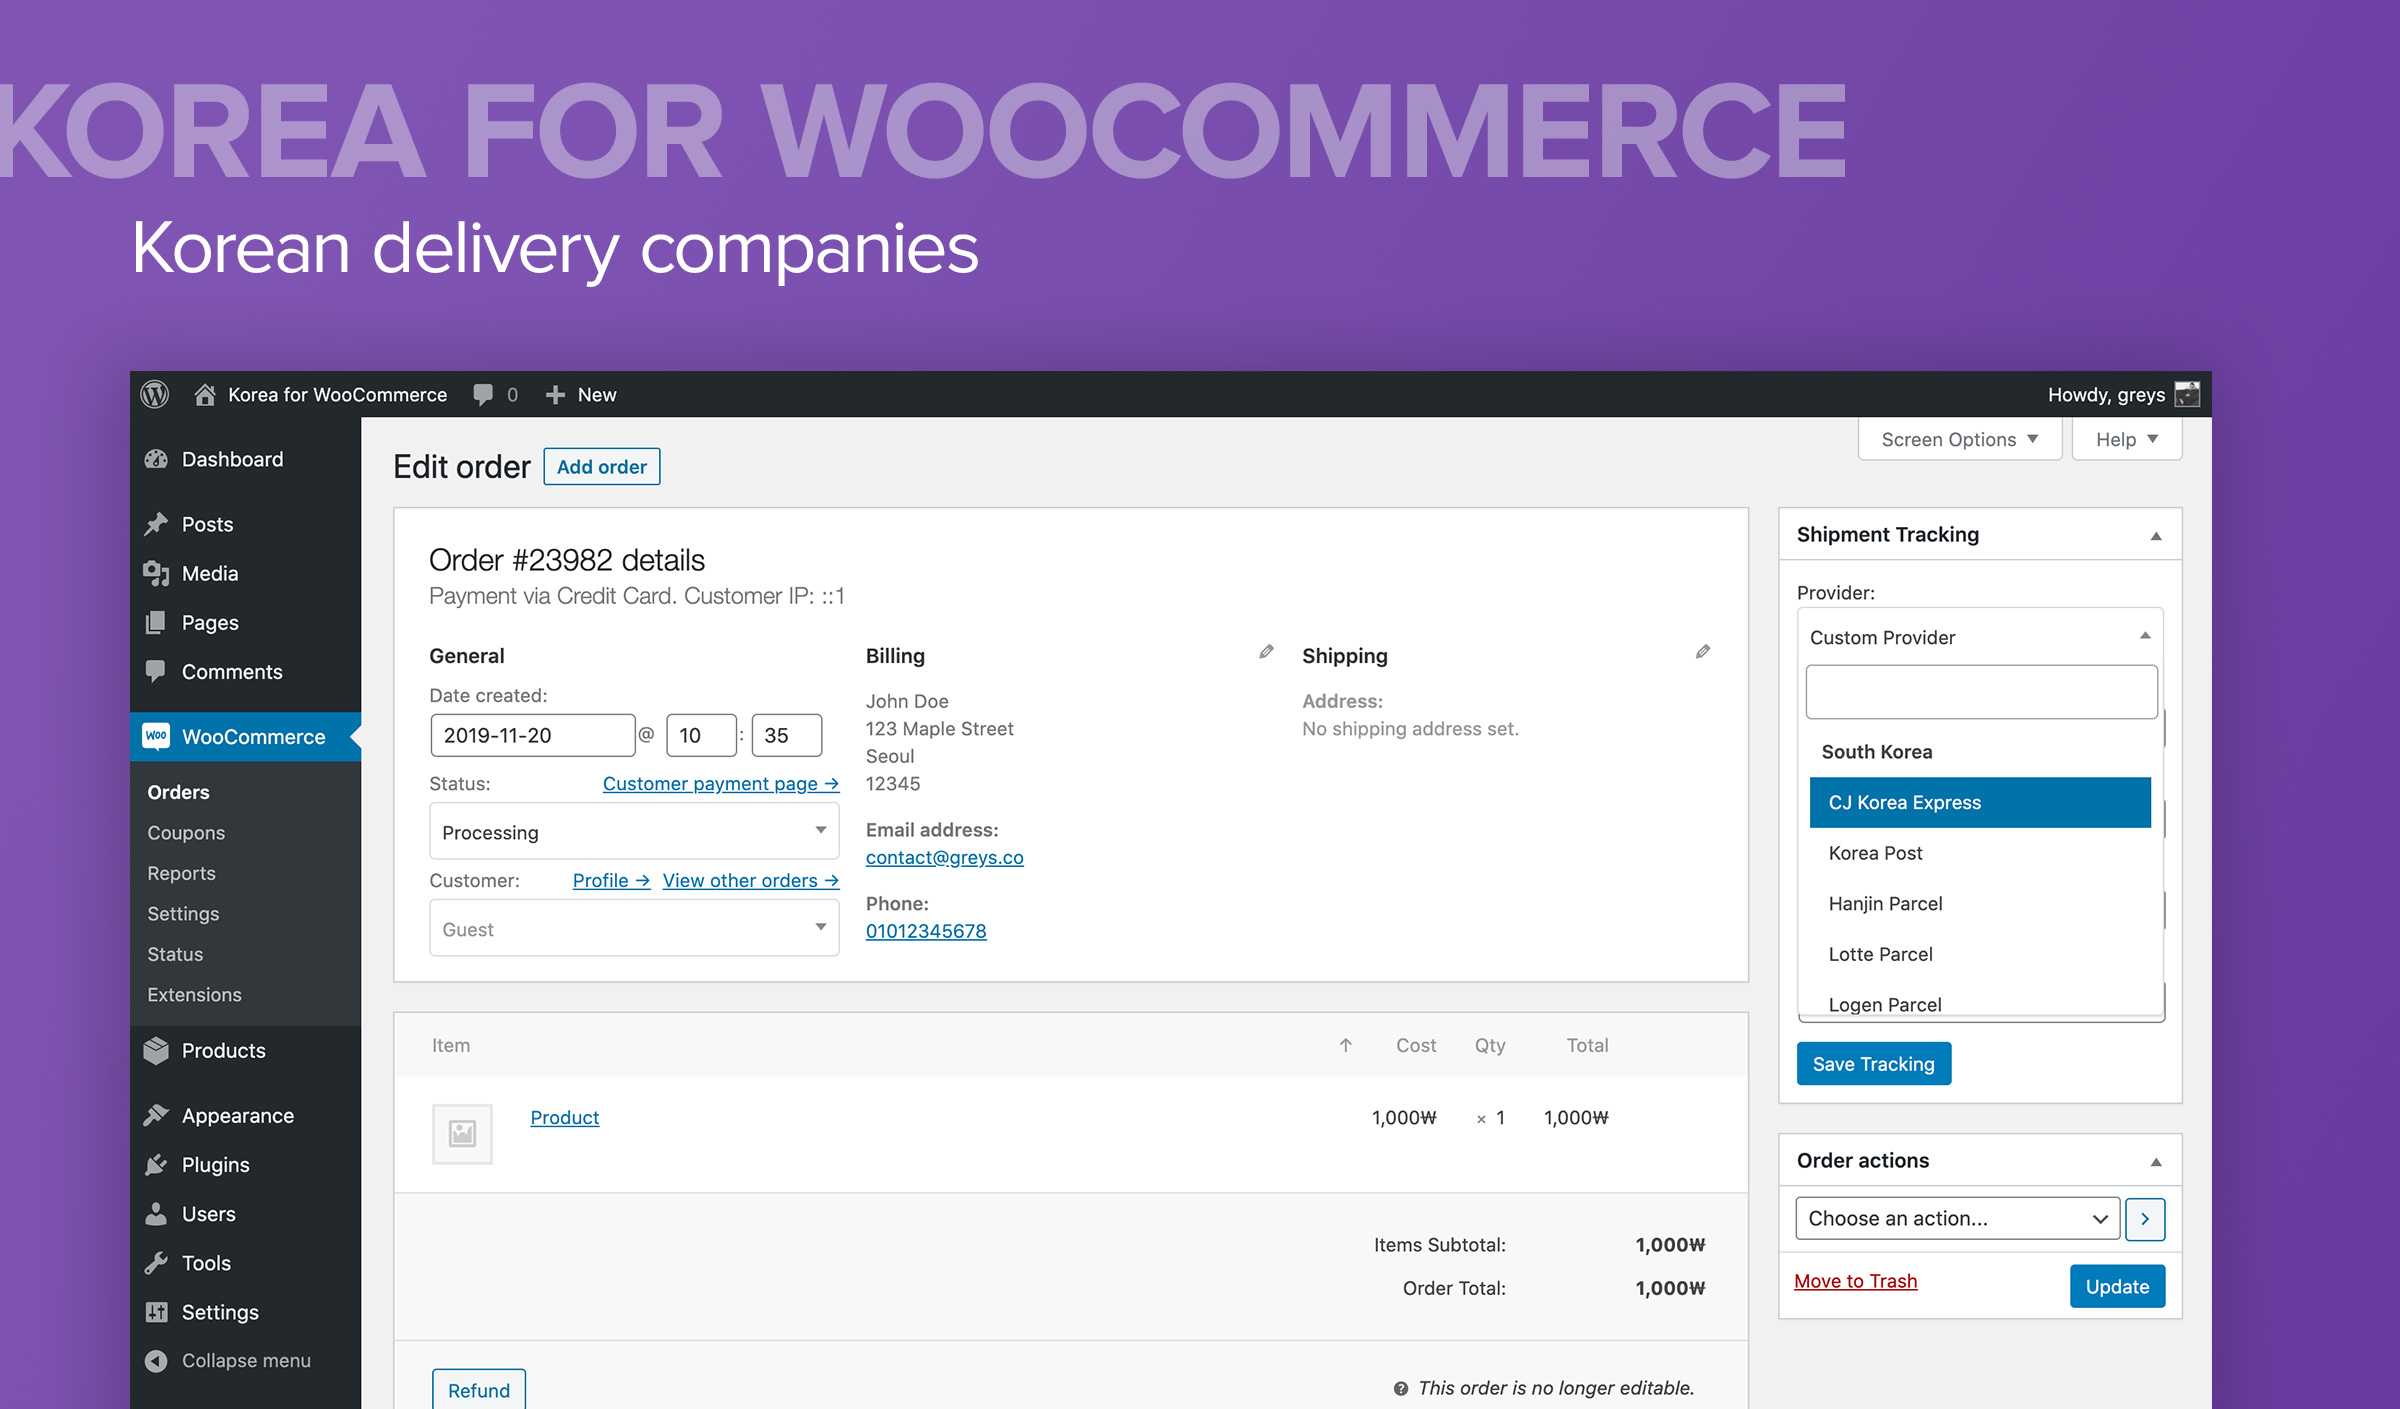 KOREA FOR WOOCOMMERCE
Korean delivery companies
Korea for WooCommerce 0 New
Howdy, greys
Dashboard
Posts
Media
Pages
Comments
woo WooCommerce
Orders
Coupons
Reports
Settings
Status
Extensions
Products
Appearance
Plugins
Users
Tools
Settings
Collapse menu
Screen Options
Help
Edit order
Add order
Order #23982 details
Payment via Credit Card. Customer IP: ::1
General
Date created:
2019-11-20 @ 10 : 35
Status:
Customer payment page →
Processing
Customer:
Profile → View other orders →
Guest
Billing
John Doe
123 Maple Street
Seoul
12345
Email address:
contact@greys.co
Phone:
01012345678
Shipping
Address:
No shipping address set.
Item ↑ Cost Qty Total
Product 1,000₩ × 1 1,000₩
Items Subtotal: 1,000₩
Order Total: 1,000₩
Refund
This order is no longer editable.
Shipment Tracking
Provider:
Custom Provider
South Korea
CJ Korea Express
Korea Post
Hanjin Parcel
Lotte Parcel
Logen Parcel
Save Tracking
Order actions
Choose an action...
Move to Trash
Update